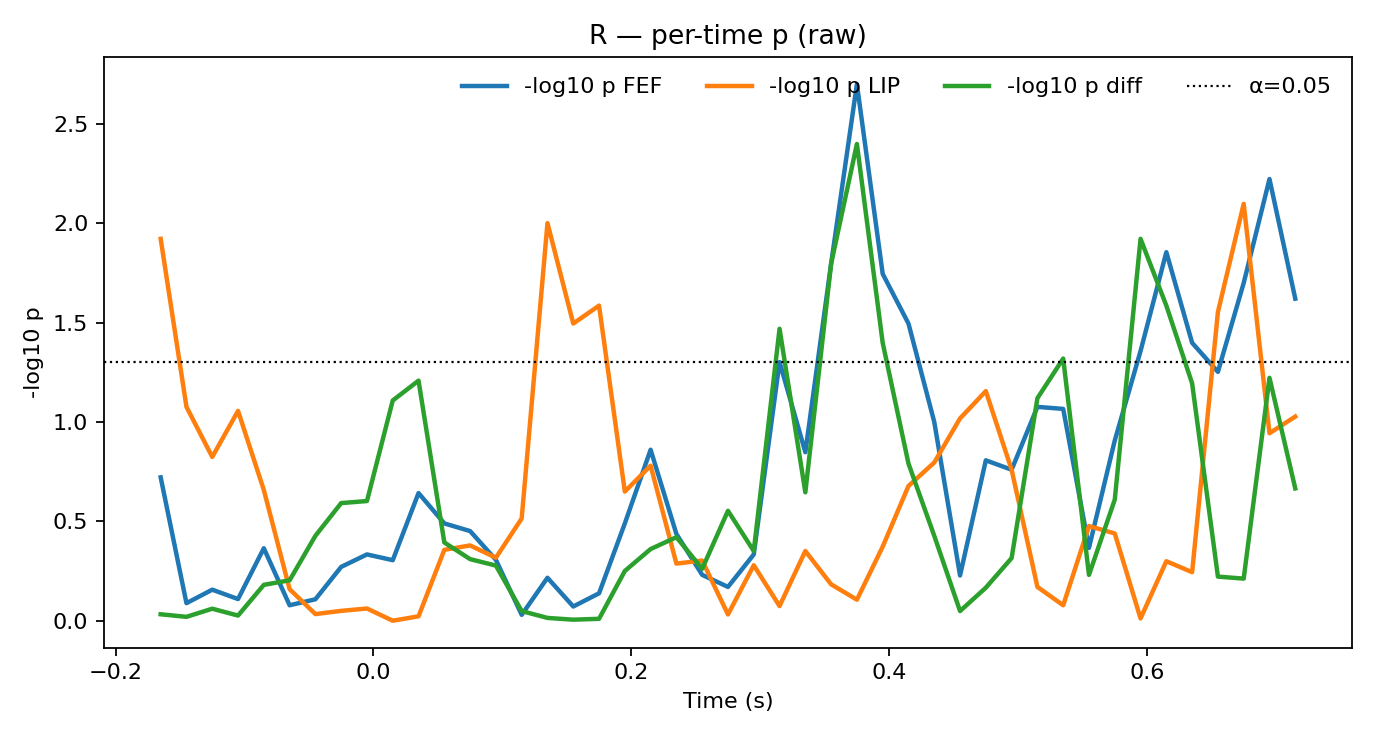 R — per-time p (raw)
-log10 p FEF
-log10 p LIP
-log10 p diff
α=0.05
-log10 p
2.5
2.0
1.5
1.0
0.5
0.0
−0.2
0.0
0.2
0.4
0.6
Time (s)